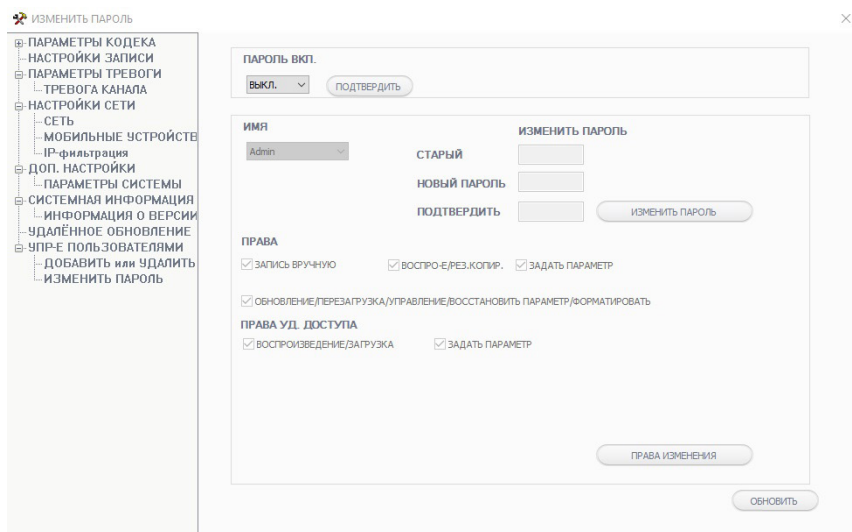 ИЗМЕНИТЬ ПАРОЛЬ
ПАРАМЕТРЫ КОДЕКА
НАСТРОЙКИ ЗАПИСИ
ПАРАМЕТРЫ ТРЕВОГИ
ТРЕВОГА КАНАЛА
НАСТРОЙКИ СЕТИ
СЕТЬ
МОБИЛЬНЫЕ УСТРОЙСТВ
IP-фильтрация
ДОП. НАСТРОЙКИ
ПАРАМЕТРЫ СИСТЕМЫ
СИСТЕМНАЯ ИНФОРМАЦИЯ
ИНФОРМАЦИЯ О ВЕРСИИ
УДАЛЁННОЕ ОБНОВЛЕНИЕ
УПР-Е ПОЛЬЗОВАТЕЛЯМИ
ДОБАВИТЬ или УДАЛИТЬ
ИЗМЕНИТЬ ПАРОЛЬ
ПАРОЛЬ ВКЛ.
ВЫКЛ.
ПОДТВЕРДИТЬ
ИМЯ
Admin
ИЗМЕНИТЬ ПАРОЛЬ
СТАРЫЙ
НОВЫЙ ПАРОЛЬ
ПОДТВЕРДИТЬ
ИЗМЕНИТЬ ПАРОЛЬ
ПРАВА
ЗАПИСЬ ВРУЧНУЮ
ВОСПРО-Е/РЕЗ.КОПИР.
ЗАДАТЬ ПАРАМЕТР
ОБНОВЛЕНИЕ/ПЕРЕЗАГРУЗКА/УПРАВЛЕНИЕ/ВОССТАНОВИТЬ ПАРАМЕТР/ФОРМАТИРОВАТЬ
ПРАВА УД. ДОСТУПА
ВОСПРОИЗВЕДЕНИЕ/ЗАГРУЗКА
ЗАДАТЬ ПАРАМЕТР
ПРАВА ИЗМЕНЕНИЯ
ОБНОВИТЬ